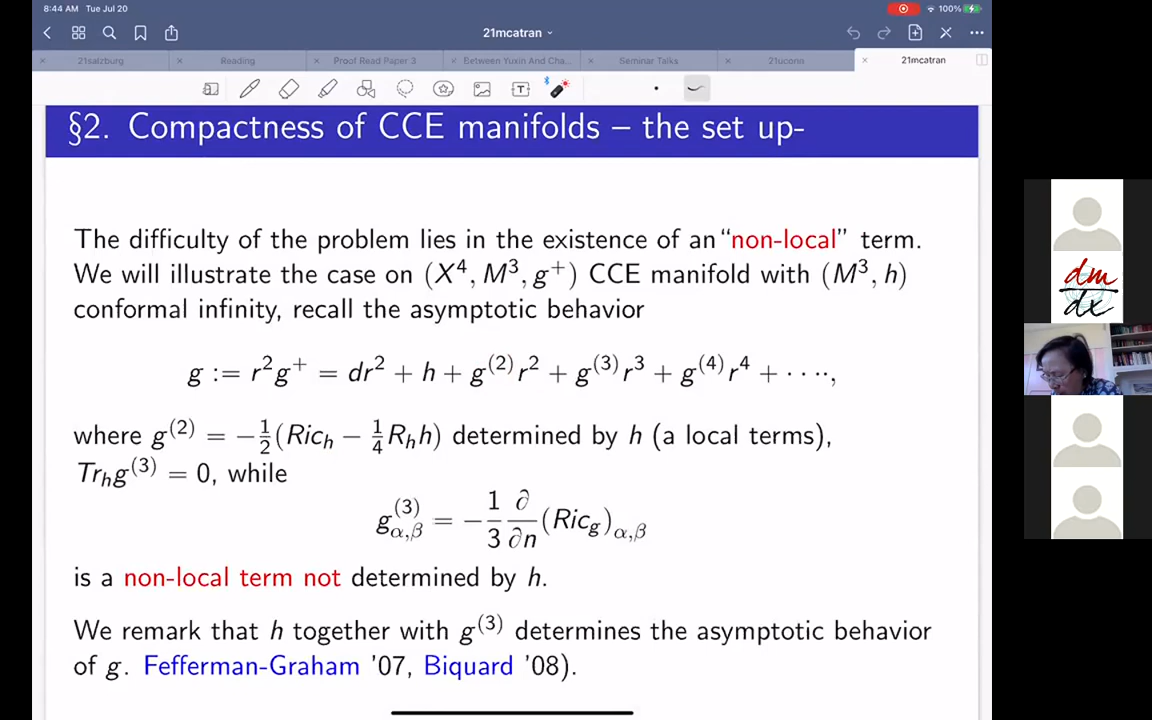 8:44 AM Tue Jul 20
100%
21mcatran
21salzburg
Reading
Proof Read Paper 3
Between Yuxin And Cha...
Seminar Talks
21uconn
21mcatran
§2. Compactness of CCE manifolds – the set up-
The difficulty of the problem lies in the existence of an“non-local” term.
We will illustrate the case on (X⁴, M³, g⁺) CCE manifold with (M³, h)
conformal infinity, recall the asymptotic behavior
g := r²g⁺ = dr² + h + g⁽²⁾r² + g⁽³⁾r³ + g⁽⁴⁾r⁴ + · · ··,
where g⁽²⁾ = −½(Ric_h − ¼R_h h) determined by h (a local terms),
Tr_h g⁽³⁾ = 0, while
g⁽³⁾_{α,β} = −1/3 ∂/∂n (Ric_g)_{α,β}
is a non-local term not determined by h.
We remark that h together with g⁽³⁾ determines the asymptotic behavior
of g. Fefferman-Graham '07, Biquard '08).
dm
dx